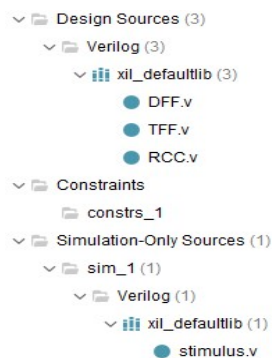 Design Sources (3)
Verilog (3)
xil_defaultlib (3)
DFF.v
TFF.v
RCC.v
Constraints
constrs_1
Simulation-Only Sources (1)
sim_1 (1)
Verilog (1)
xil_defaultlib (1)
stimulus.v